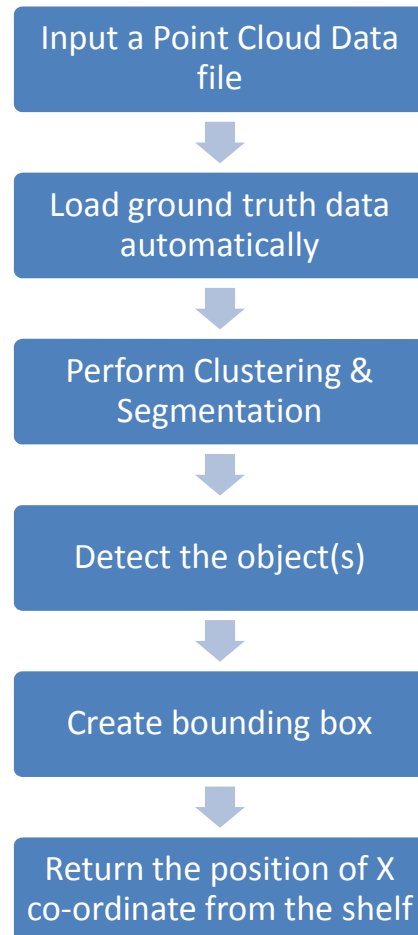 Input a Point Cloud Data
file
Load ground truth data
automatically
Perform Clustering &
Segmentation
Detect the object(s)
Create bounding box
Return the position of X
co-ordinate from the shelf